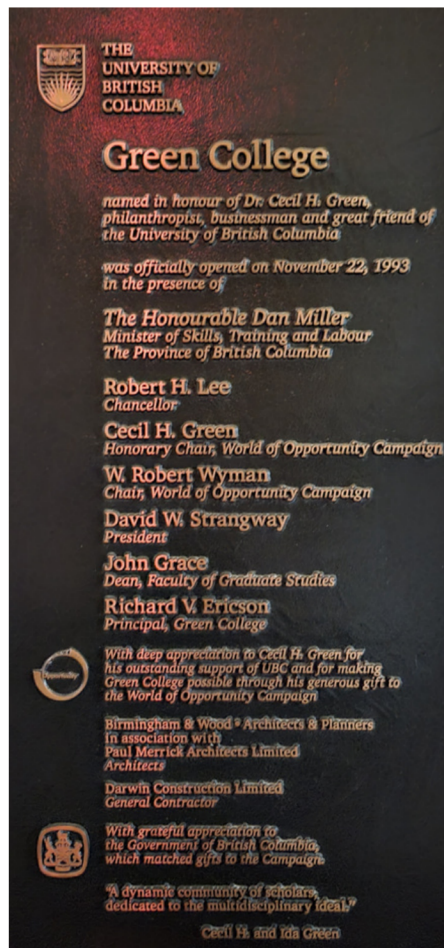 THE
UNIVERSITY OF
BRITISH
COLUMBIA
Green College
named in honour of Dr. Cecil H. Green,
philanthropist, businessman and great friend of
the University of British Columbia
was officially opened on November 22, 1993
in the presence of
The Honourable Dan Miller
Minister of Skills, Training and Labour
The Province of British Columbia
Robert H. Lee
Chancellor
Cecil H. Green
Honorary Chair, World of Opportunity Campaign
W. Robert Wyman
Chair, World of Opportunity Campaign
David W. Strangway
President
John Grace
Dean, Faculty of Graduate Studies
Richard V. Ericson
Principal, Green College
Opportunity
With deep appreciation to Cecil H. Green for
his outstanding support of UBC and for making
Green College possible through his generous gift to
the World of Opportunity Campaign
Birmingham & Wood Architects & Planners
in association with
Paul Merrick Architects Limited
Architects
Darwin Construction Limited
General Contractor
With grateful appreciation to
the Government of British Columbia,
which matched gifts to the Campaign.
"A dynamic community of scholars,
dedicated to the multidisciplinary ideal."
Cecil H. and Ida Green